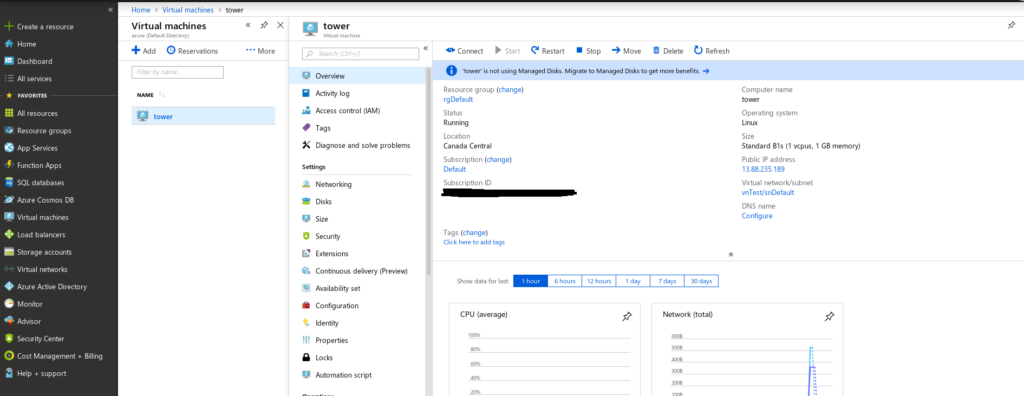 Create a resource
Home
Dashboard
All services
FAVORITES
All resources
Resource groups
App Services
Function Apps
SQL databases
Azure Cosmos DB
Virtual machines
Load balancers
Storage accounts
Virtual networks
Azure Active Directory
Monitor
Advisor
Security Center
Cost Management + Billing
Help + support
Home > Virtual machines > tower
Virtual machines
azure (Default Directory)
Add Reservations ··· More
Filter by name...
NAME
tower
tower
Virtual machine
Search (Ctrl+/)
Overview
Activity log
Access control (IAM)
Tags
Diagnose and solve problems
Settings
Networking
Disks
Size
Security
Extensions
Continuous delivery (Preview)
Availability set
Configuration
Identity
Properties
Locks
Automation script
Connect Start Restart Stop Move Delete Refresh
'tower' is not using Managed Disks. Migrate to Managed Disks to get more benefits. →
Resource group (change)
rgDefault
Status
Running
Location
Canada Central
Subscription (change)
Default
Subscription ID
Computer name
tower
Operating system
Linux
Size
Standard B1s (1 vcpus, 1 GB memory)
Public IP address
13.88.235.189
Virtual network/subnet
vnTest/snDefault
DNS name
Configure
Tags (change)
Click here to add tags
Show data for last: 1 hour 6 hours 12 hours 1 day 7 days 30 days
CPU (average)
100%
80%
60%
40%
20%
Network (total)
600B
500B
400B
300B
200B
100B